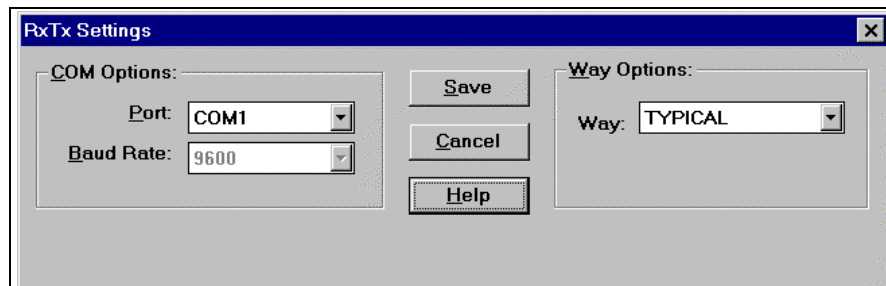 RxTx Settings
COM Options:
Port: COM1
Baud Rate: 9600
Save
Cancel
Help
Way Options:
Way: TYPICAL